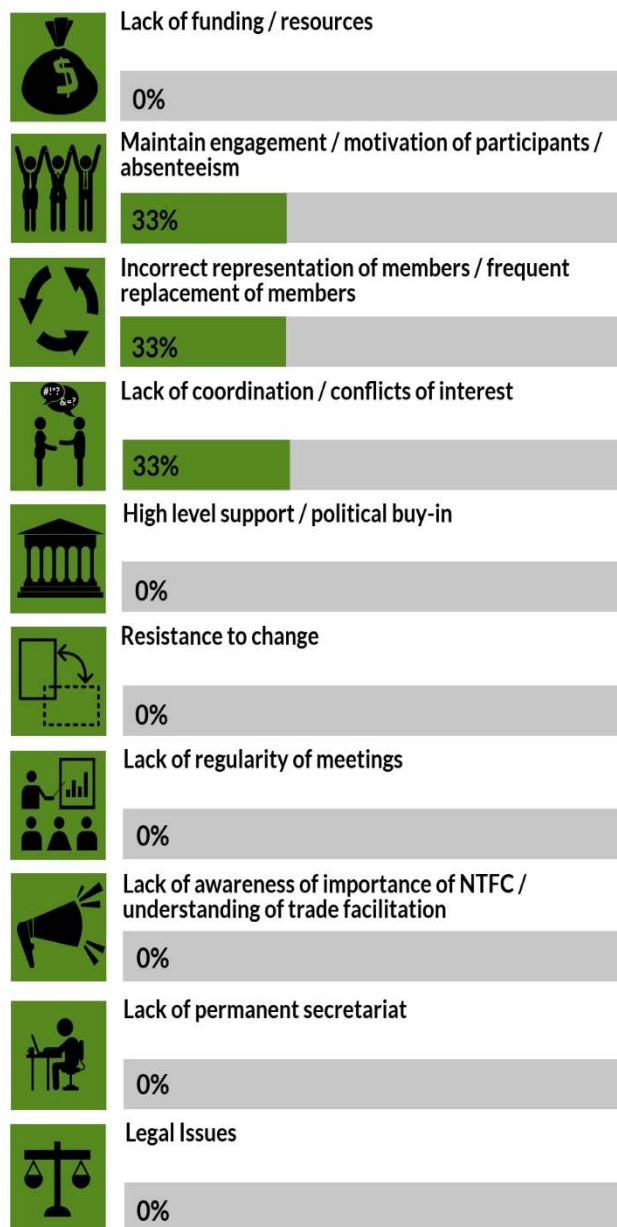 Lack of funding / resources
$
0%
Maintain engagement / motivation of participants /
absenteeism
33%
Incorrect representation of members / frequent
replacement of members
33%
#!*?
&=?
Lack of coordination / conflicts of interest
33%
High level support / political buy-in
0%
Resistance to change
0%
Lack of regularity of meetings
0%
Lack of awareness of importance of NTFC /
understanding of trade facilitation
0%
Lack of permanent secretariat
0%
Legal Issues
0%